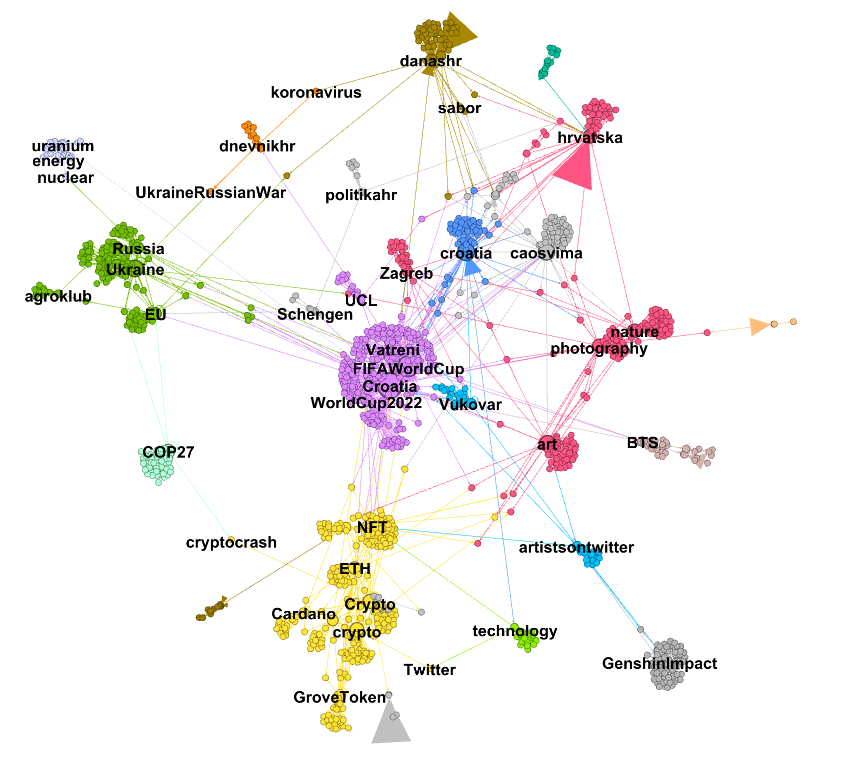 danashr
koronavirus
sabor
hrvatska
dnevnikhr
uranium
energy
nuclear
UkraineRussianWar
politikahr
Russia
Ukraine
croatia
caosvima
Zagreb
agroklub
EU
UCL
Schengen
nature
photography
Vatreni
FIFAWorldCup
Croatia
WorldCup2022
Vukovar
COP27
art
BTS
NFT
cryptocrash
artistsontwitter
ETH
Cardano
Crypto
crypto
technology
Twitter
GenshinImpact
GroveToken